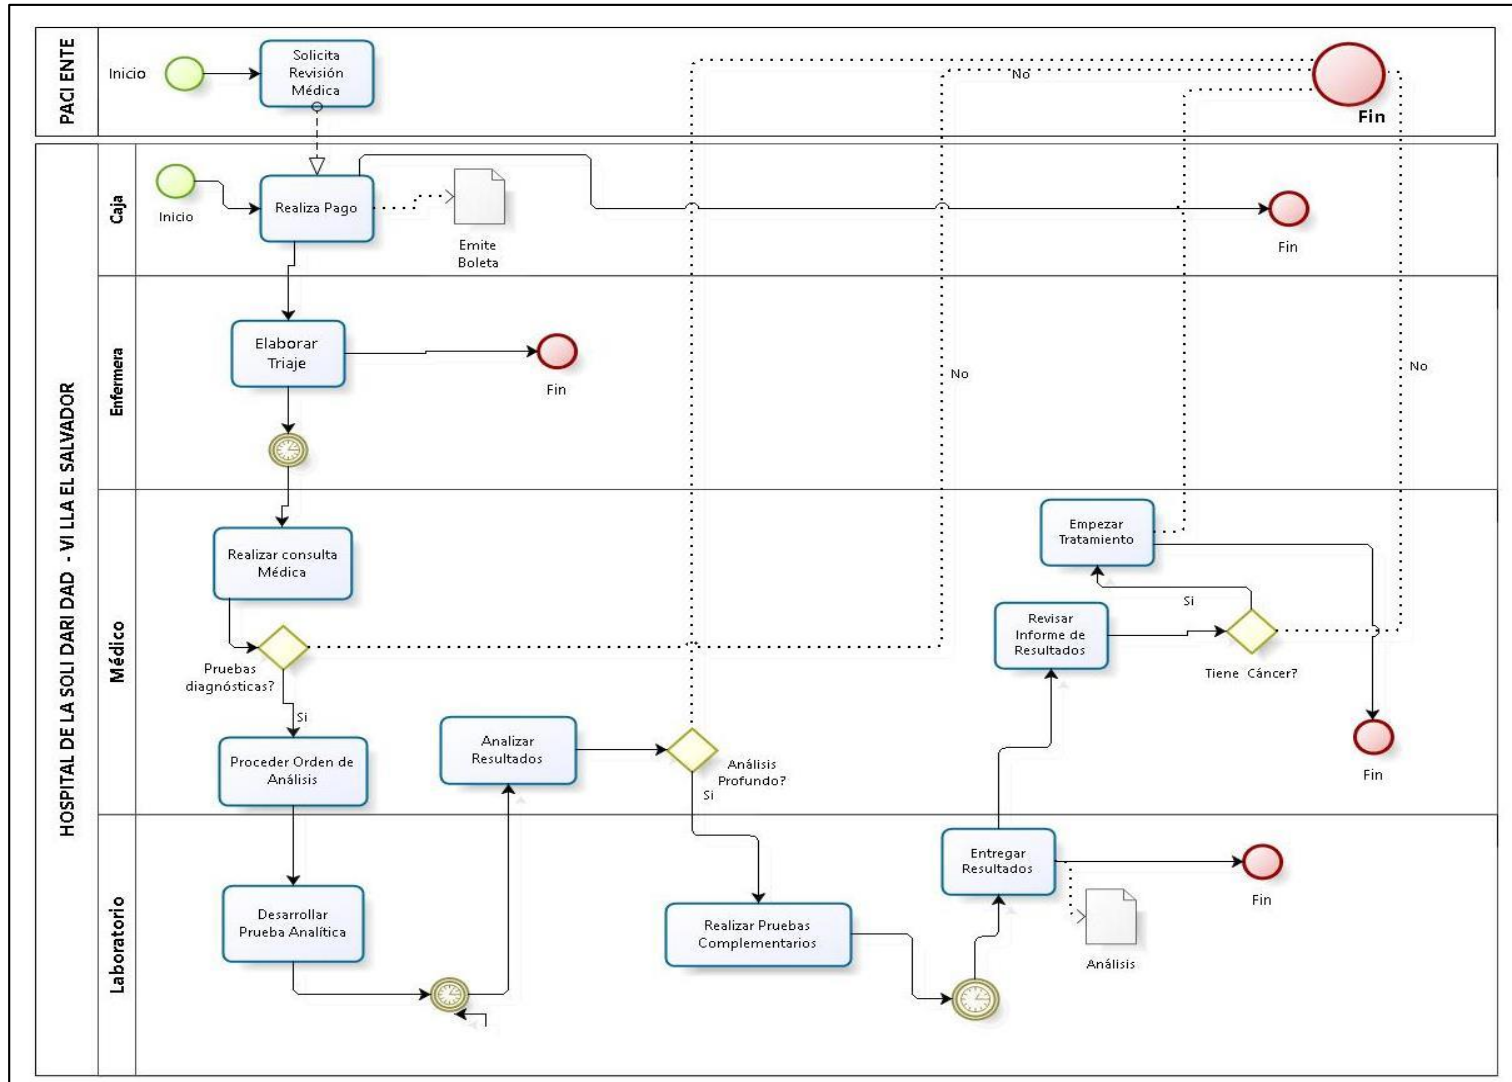 PACI ENTE
Inicio
Solicita
Revisión
Médica
No
Fin
HOSPITAL DE LA SOLI DARI DAD - VI LLA EL SALVADOR
Caja
Inicio
Realiza Pago
Emite
Boleta
Fin
Enfermera
Elaborar
Triaje
Fin
No
No
Médico
Realizar consulta
Médica
Pruebas
diagnósticas?
Si
Proceder Orden de
Análisis
Analizar
Resultados
Análisis
Profundo?
Si
Empezar
Tratamiento
Si
Revisar
Informe de
Resultados
Tiene Cáncer?
Fin
Laboratorio
Desarrollar
Prueba Analítica
Realizar Pruebas
Complementarios
Entregar
Resultados
Análisis
Fin